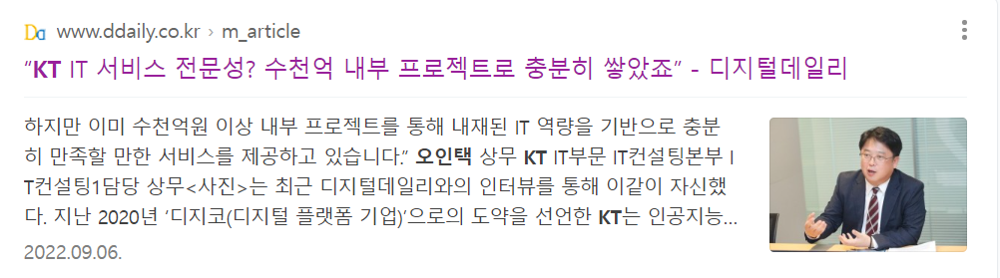 Da www.ddaily.co.kr › m_article
"KT IT 서비스 전문성? 수천억 내부 프로젝트로 충분히 쌓았죠" - 디지털데일리
하지만 이미 수천억원 이상 내부 프로젝트를 통해 내재된 IT 역량을 기반으로 충분
히 만족할 만한 서비스를 제공하고 있습니다.” 오인택 상무 KT IT부문 IT컨설팅본부 I
T컨설팅1담당 상무<사진>는 최근 디지털데일리와의 인터뷰를 통해 이같이 자신했
다. 지난 2020년 ‘디지코(디지털 플랫폼 기업)’으로의 도약을 선언한 KT는 인공지능...
2022.09.06.